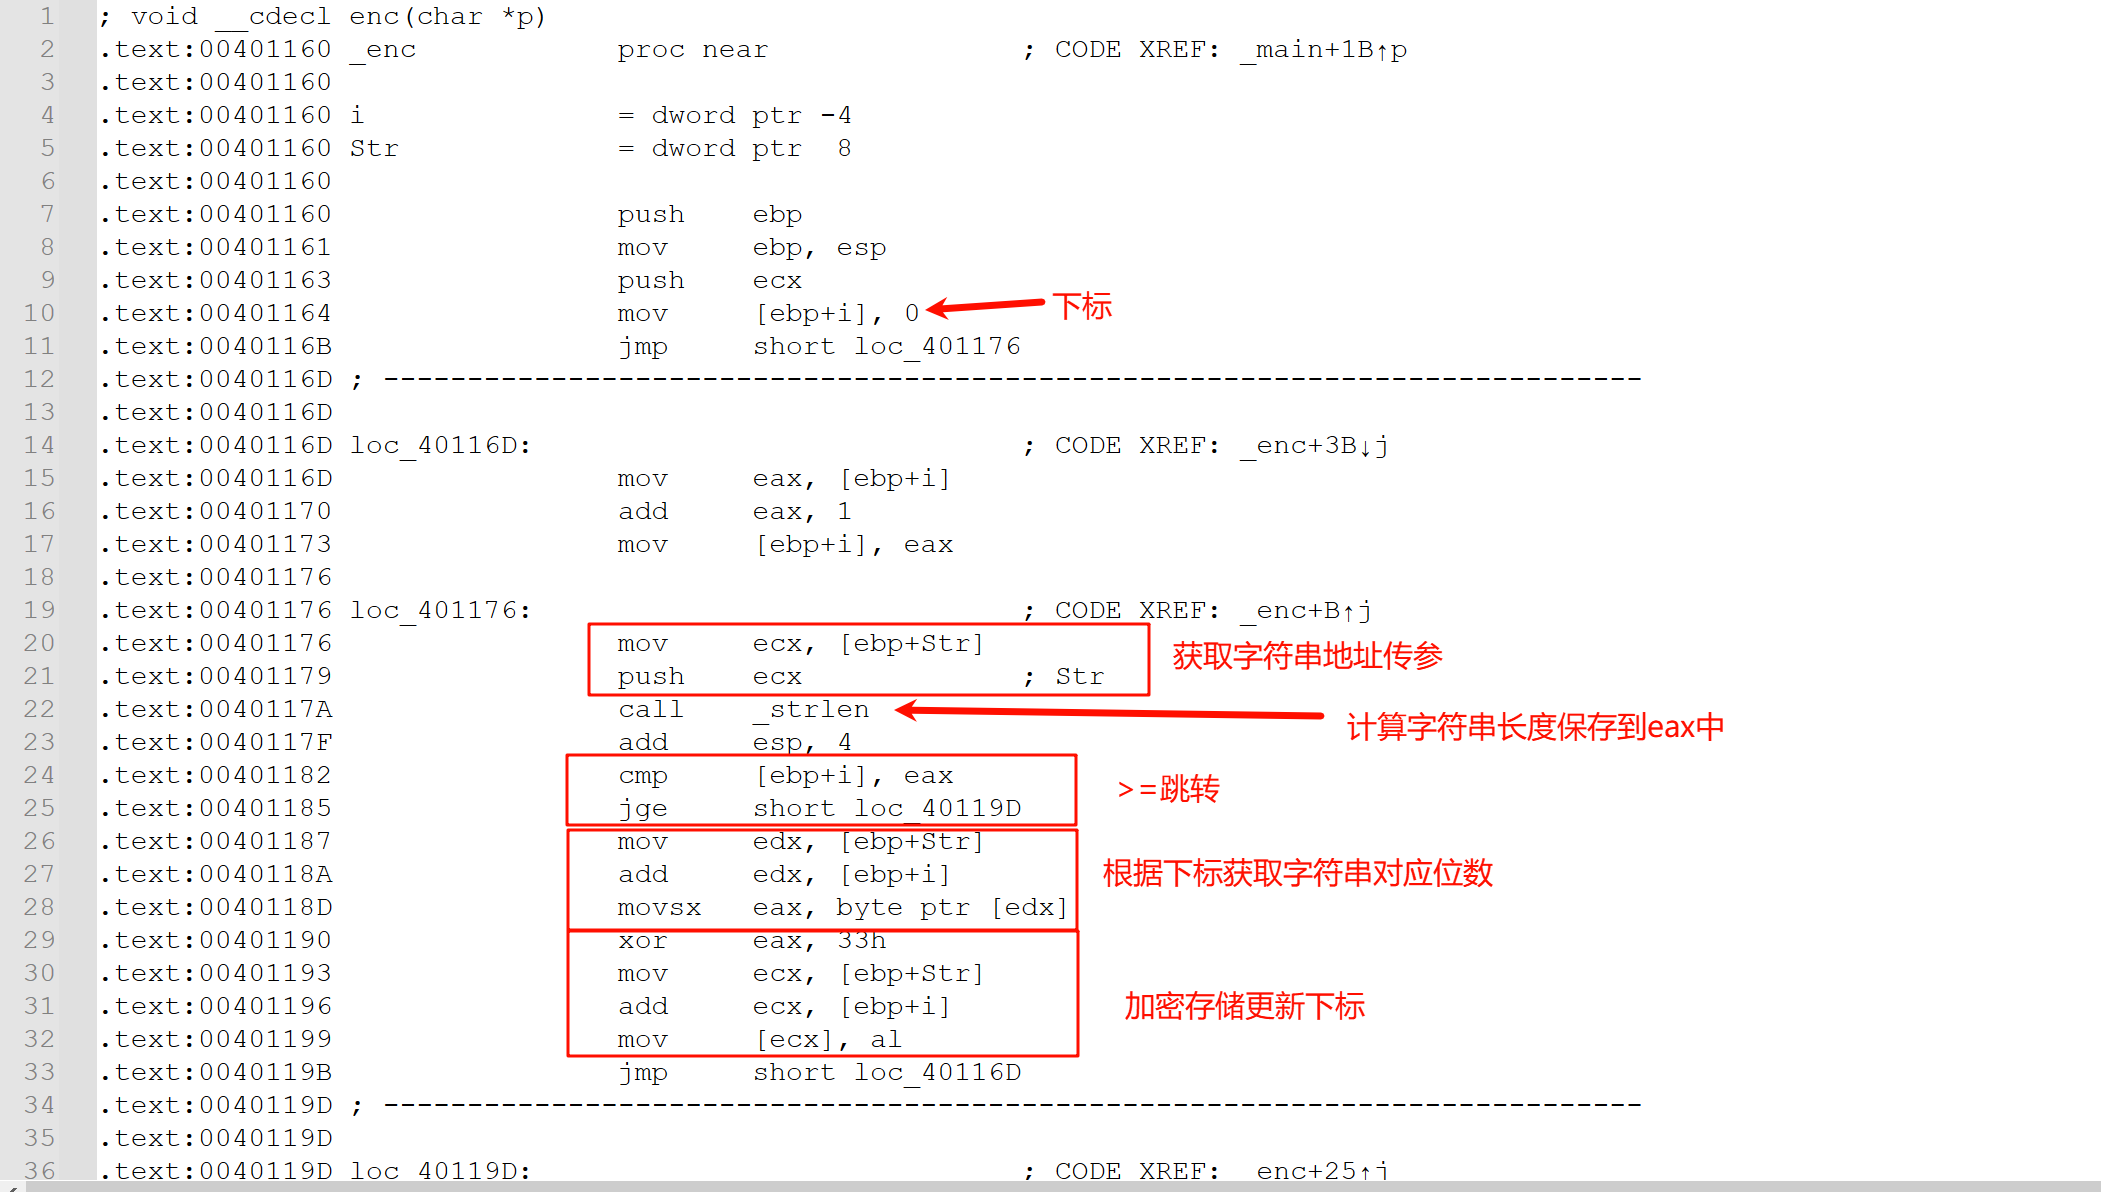 1 ; void __cdecl enc(char *p)
2 .text:00401160 _enc proc near ; CODE XREF: _main+1B↑p
3 .text:00401160
4 .text:00401160 i = dword ptr -4
5 .text:00401160 Str = dword ptr 8
6 .text:00401160
7 .text:00401160 push ebp
8 .text:00401161 mov ebp, esp
9 .text:00401163 push ecx
10 .text:00401164 mov [ebp+i], 0 下标
11 .text:0040116B jmp short loc_401176
12 .text:0040116D ; ---------------------------------------------------------------------------
13 .text:0040116D
14 .text:0040116D loc_40116D: ; CODE XREF: _enc+3B↓j
15 .text:0040116D mov eax, [ebp+i]
16 .text:00401170 add eax, 1
17 .text:00401173 mov [ebp+i], eax
18 .text:00401176
19 .text:00401176 loc_401176: ; CODE XREF: _enc+B↑j
20 .text:00401176 mov ecx, [ebp+Str] 获取字符串地址传参
21 .text:00401179 push ecx ; Str
22 .text:0040117A call _strlen 计算字符串长度保存到eax中
23 .text:0040117F add esp, 4
24 .text:00401182 cmp [ebp+i], eax >=跳转
25 .text:00401185 jge short loc_40119D
26 .text:00401187 mov edx, [ebp+Str]
27 .text:0040118A add edx, [ebp+i] 根据下标获取字符串对应位数
28 .text:0040118D movsx eax, byte ptr [edx]
29 .text:00401190 xor eax, 33h
30 .text:00401193 mov ecx, [ebp+Str]
31 .text:00401196 add ecx, [ebp+i] 加密存储更新下标
32 .text:00401199 mov [ecx], al
33 .text:0040119B jmp short loc_40116D
34 .text:0040119D ; ---------------------------------------------------------------------------
35 .text:0040119D
36 .text:0040119D loc_40119D: ; CODE XREF: _enc+25↑j